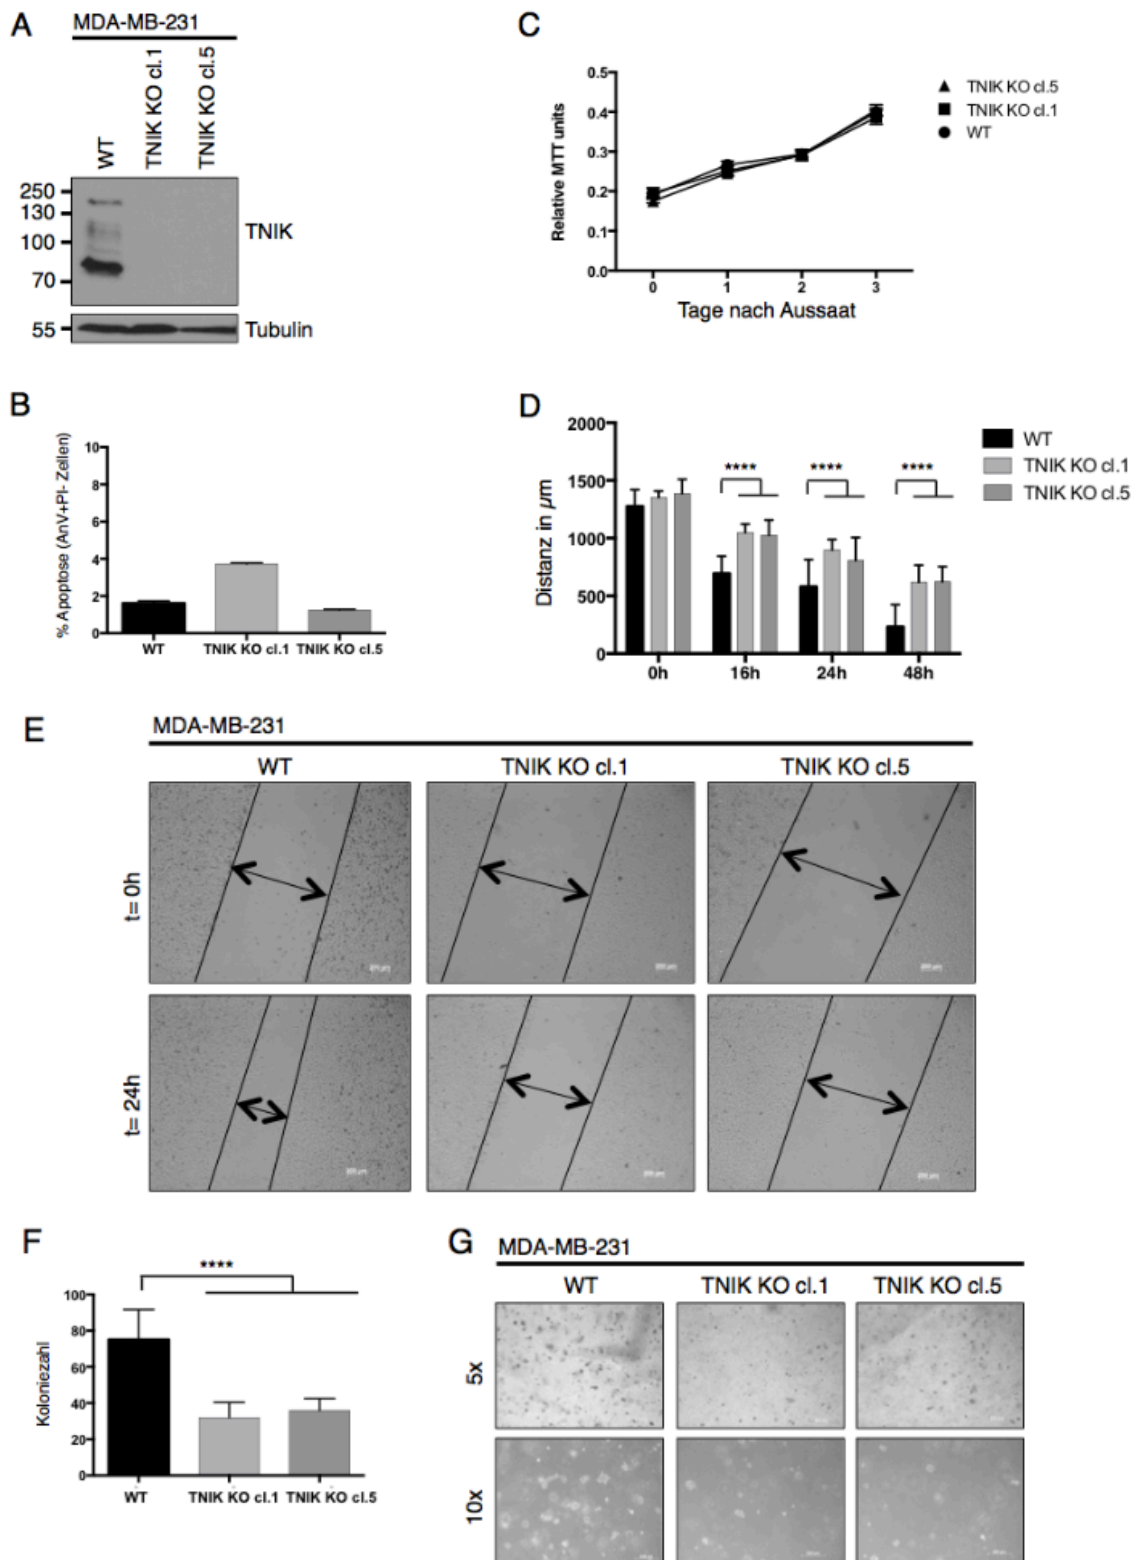 A
MDA-MB-231
WT
TNIK KO cl.1
TNIK KO cl.5
250
130
100
70
TNIK
55
Tubulin
C
Relative MTT units
0.5
0.4
0.3
0.2
0.1
0.0
0 1 2 3
Tage nach Aussaat
TNIK KO cl.5
TNIK KO cl.1
WT
B
% Apoptose (AnV+PI- Zellen)
10
8
6
4
2
0
WT TNIK KO cl.1 TNIK KO cl.5
D
Distanz in µm
2000
1500
1000
500
0
**** **** ****
0h 16h 24h 48h
WT
TNIK KO cl.1
TNIK KO cl.5
E
MDA-MB-231
WT TNIK KO cl.1 TNIK KO cl.5
t= 0h
t= 24h
F
Koloniezahl
100
80
60
40
20
0
****
WT TNIK KO cl.1 TNIK KO cl.5
G
MDA-MB-231
WT TNIK KO cl.1 TNIK KO cl.5
5x
10x